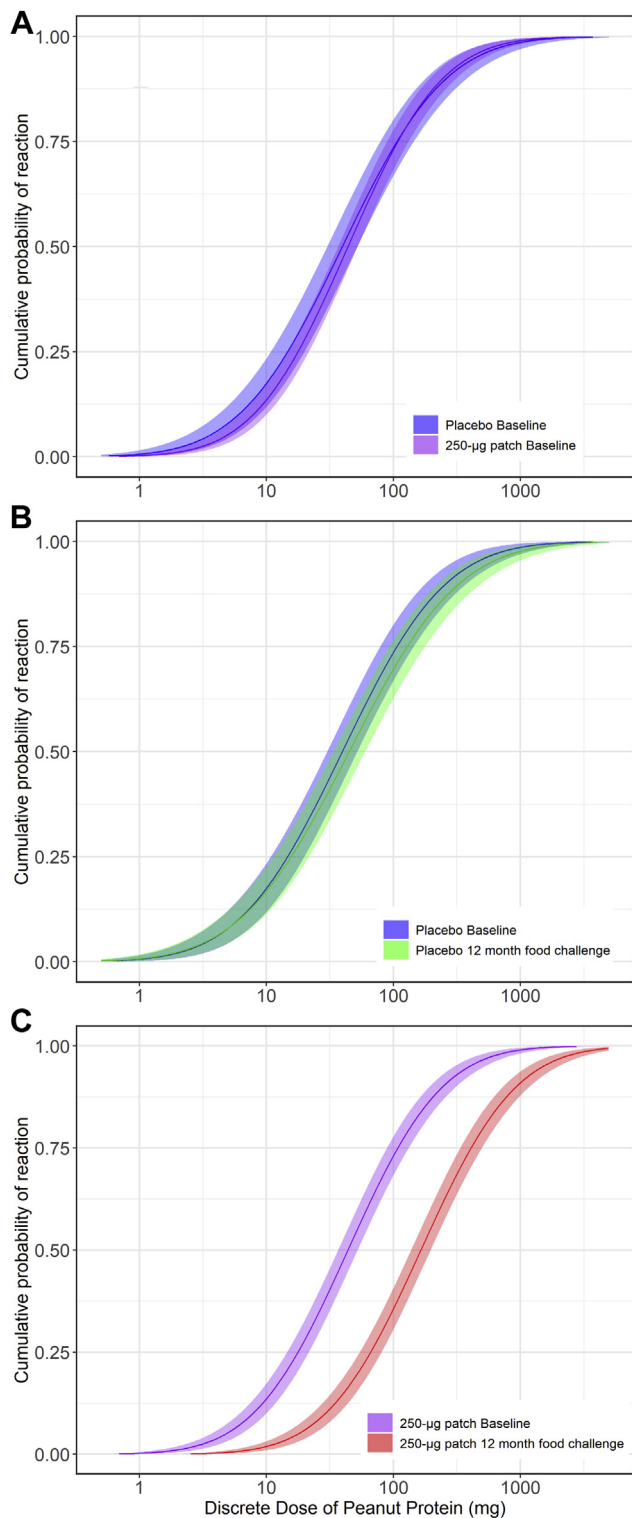 A
1.00
0.75
0.50
0.25
0.00
Cumulative probability of reaction
Placebo Baseline
250-μg patch Baseline
1
10
100
1000
B
1.00
0.75
0.50
0.25
0.00
Cumulative probability of reaction
Placebo Baseline
Placebo 12 month food challenge
1
10
100
1000
C
1.00
0.75
0.50
0.25
0.00
Cumulative probability of reaction
250-μg patch Baseline
250-μg patch 12 month food challenge
1
10
100
1000
Discrete Dose of Peanut Protein (mg)